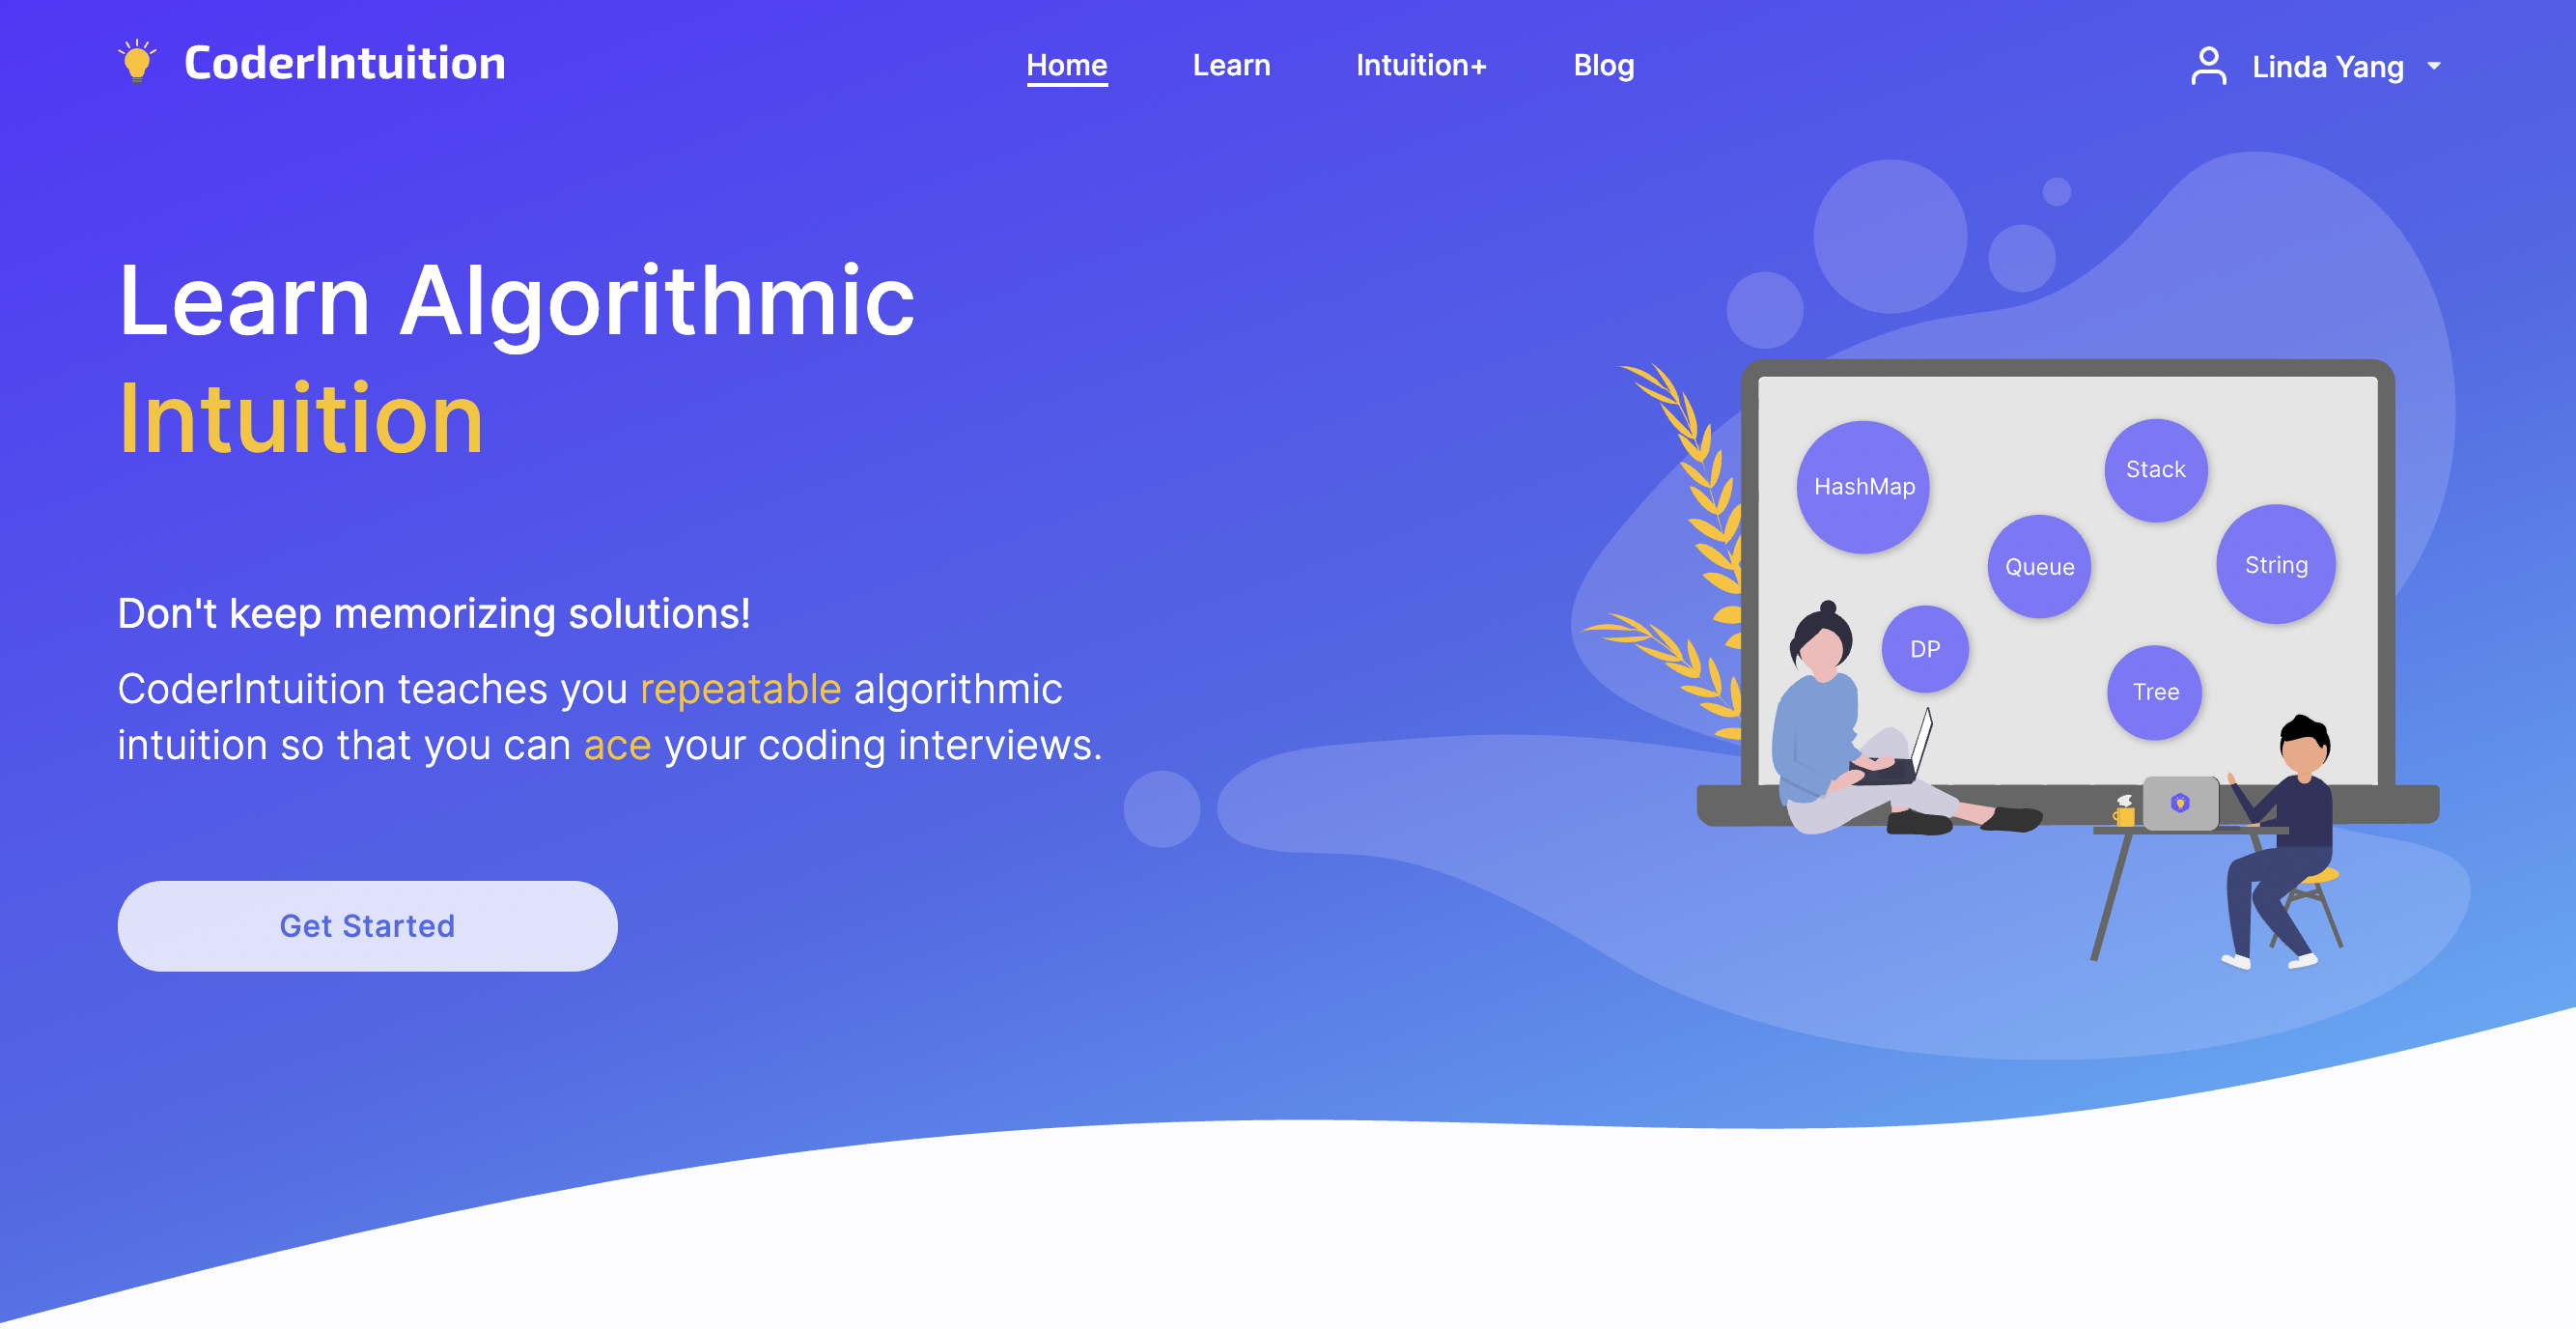 CoderIntuition
Home
Learn
Intuition+
Blog
Linda Yang
Learn Algorithmic
Intuition
Don't keep memorizing solutions!
CoderIntuition teaches you repeatable algorithmic
intuition so that you can ace your coding interviews.
Get Started
HashMap
Stack
Queue
String
DP
Tree